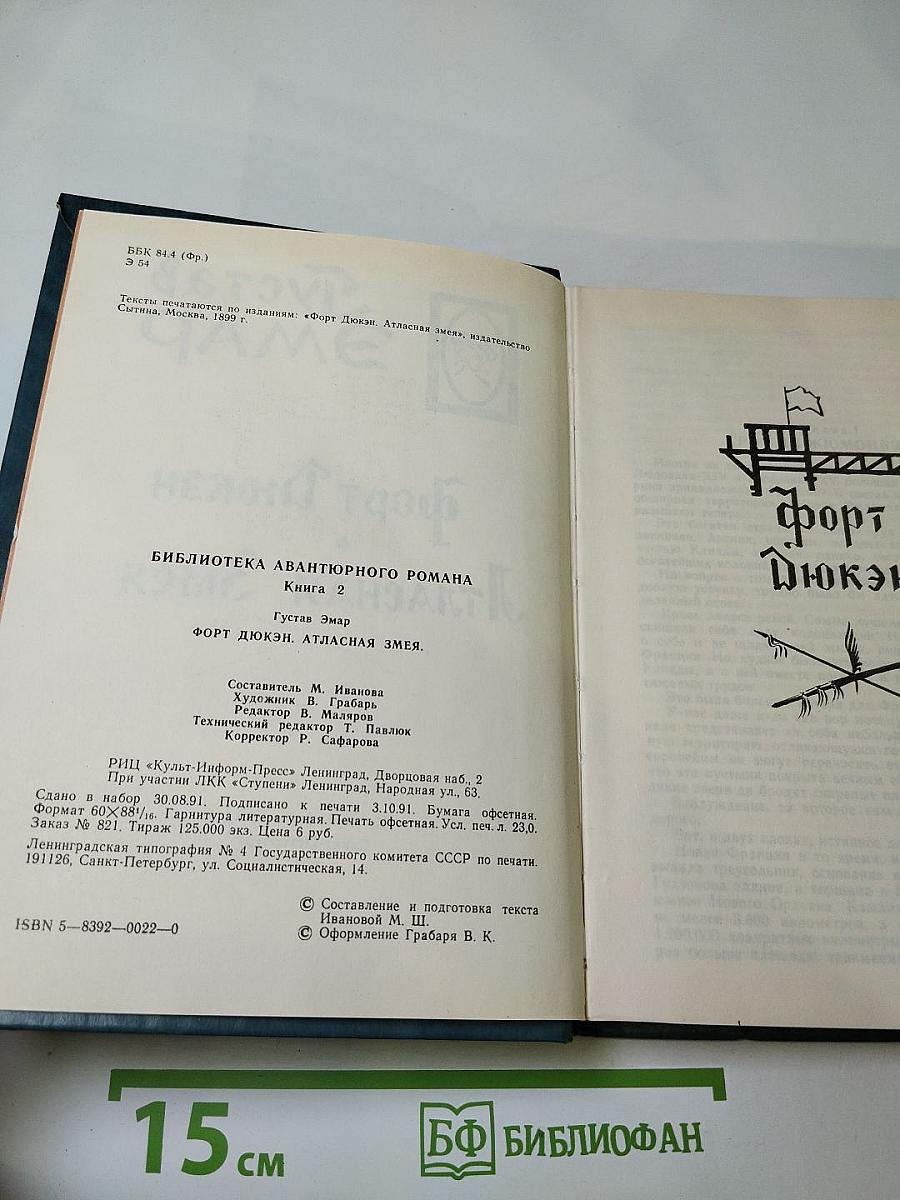 ББК 84.4 (Фр.)
Э 54
Тексты печатаются по изданиям: «Форт Дюкэн. Атласная змея», издательство
Сытина, Москва, 1899 г.
БИБЛИОТЕКА АВАНТЮРНОГО РОМАНА
Книга 2
Густав Эмар
ФОРТ ДЮКЭН. АТЛАСНАЯ ЗМЕЯ.
Составитель М. Иванова
Художник В. Грабарь
Редактор В. Маляров
Технический редактор Т. Павлюк
Корректор Р. Сафарова
РИЦ «Культ-Информ-Пресс» Ленинград, Дворцовая наб., 2
При участии ЛКК «Ступени» Ленинград, Народная ул., 63.
Сдано в набор 30.08.91. Подписано к печати 3.10.91. Бумага офсетная.
Формат 60×88¹/₁₆. Гарнитура литературная. Печать офсетная. Усл. печ. л. 23,0.
Заказ № 821. Тираж 125.000 экз. Цена 6 руб.
Ленинградская типография № 4 Государственного комитета СССР по печати.
191126, Санкт-Петербург, ул. Социалистическая, 14.
© Составление и подготовка текста
Ивановой М. Ш.
© Оформление Грабаря В. К.
ISBN 5—8392—0022—0
Форт
Дюкэн
15 см
БФ БИБЛИОФАН